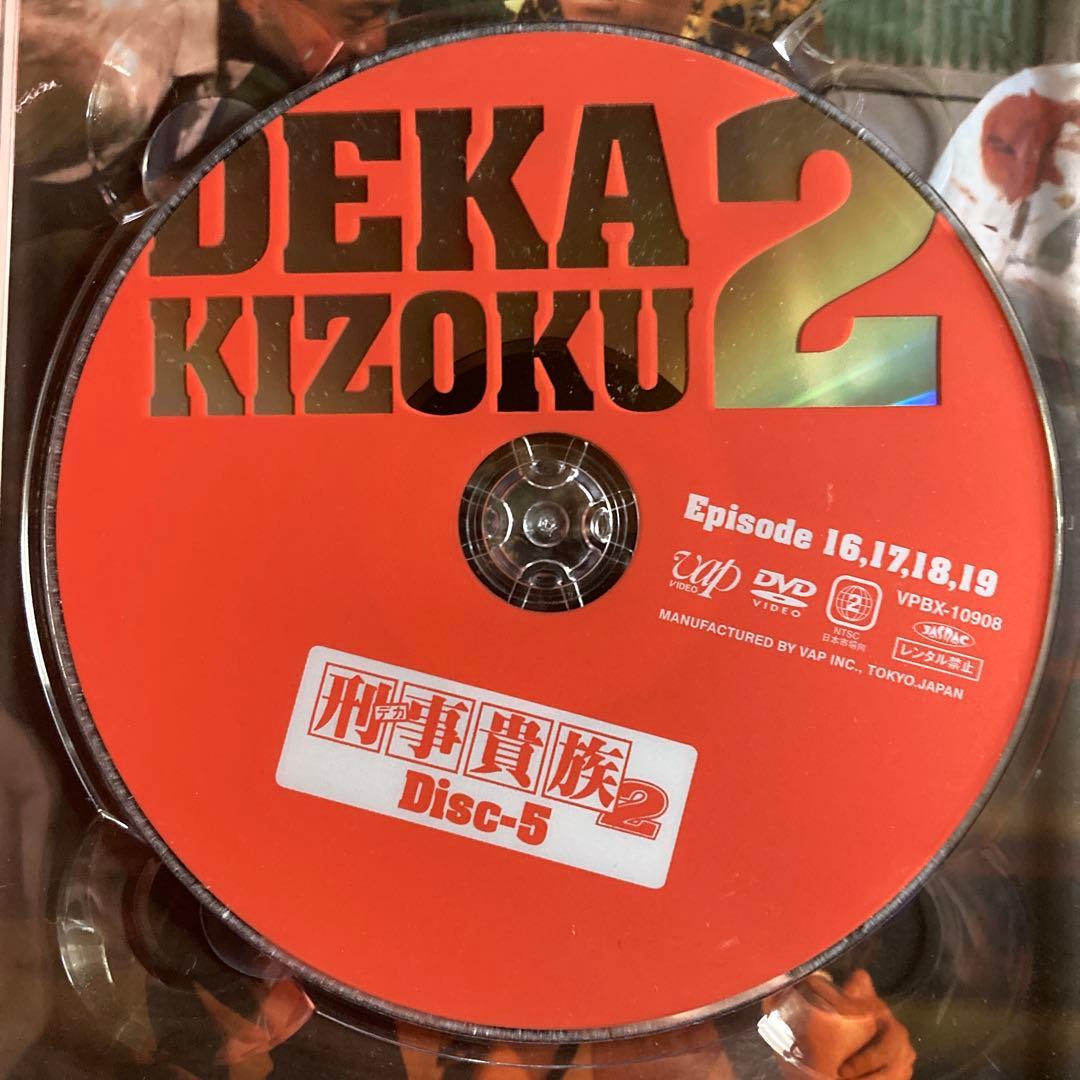 DEKA
KIZOKU
2
Episode 16,17,18,19
vap
VIDEO
DVD
VIDEO
2
NTSC
日本市場向
VPBX-10908
JASRAC
レンタル禁止
MANUFACTURED BY VAP INC., TOKYO.JAPAN
刑事貴族2
デカ
Disc-5